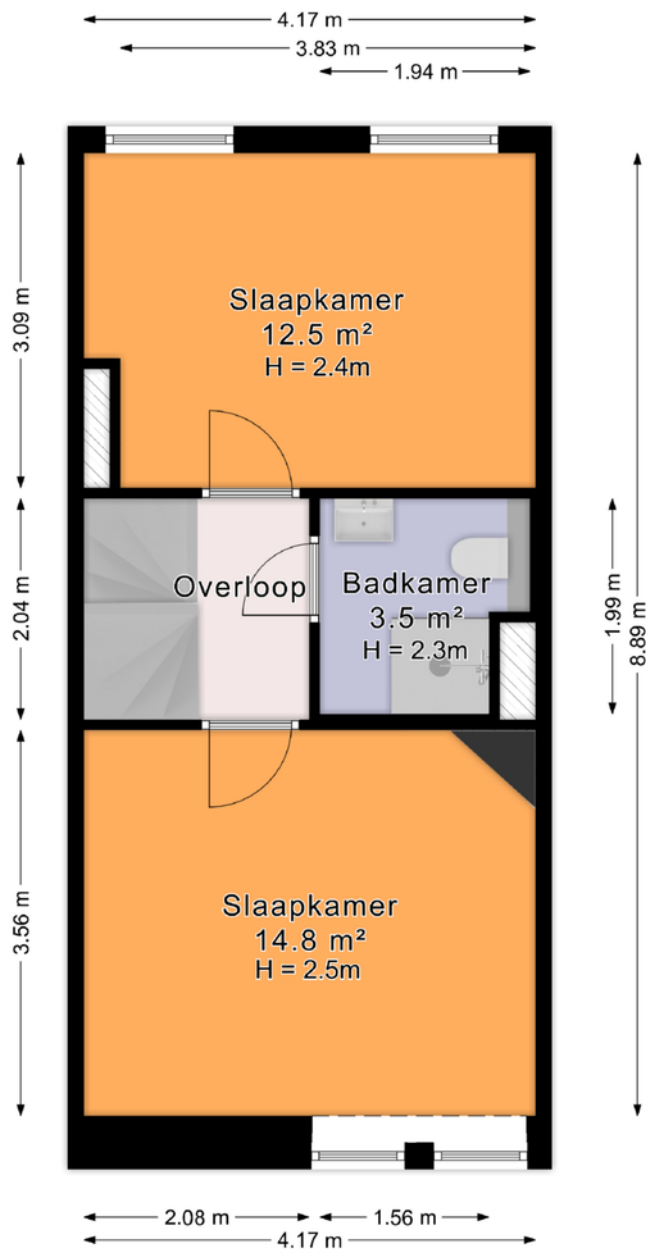 4.17 m
3.83 m
1.94 m
3.09 m
Slaapkamer
12.5 m²
H = 2.4m
2.04 m
Overloop
Badkamer
3.5 m²
H = 2.3m
1.99 m
8.89 m
3.56 m
Slaapkamer
14.8 m²
H = 2.5m
2.08 m
1.56 m
4.17 m